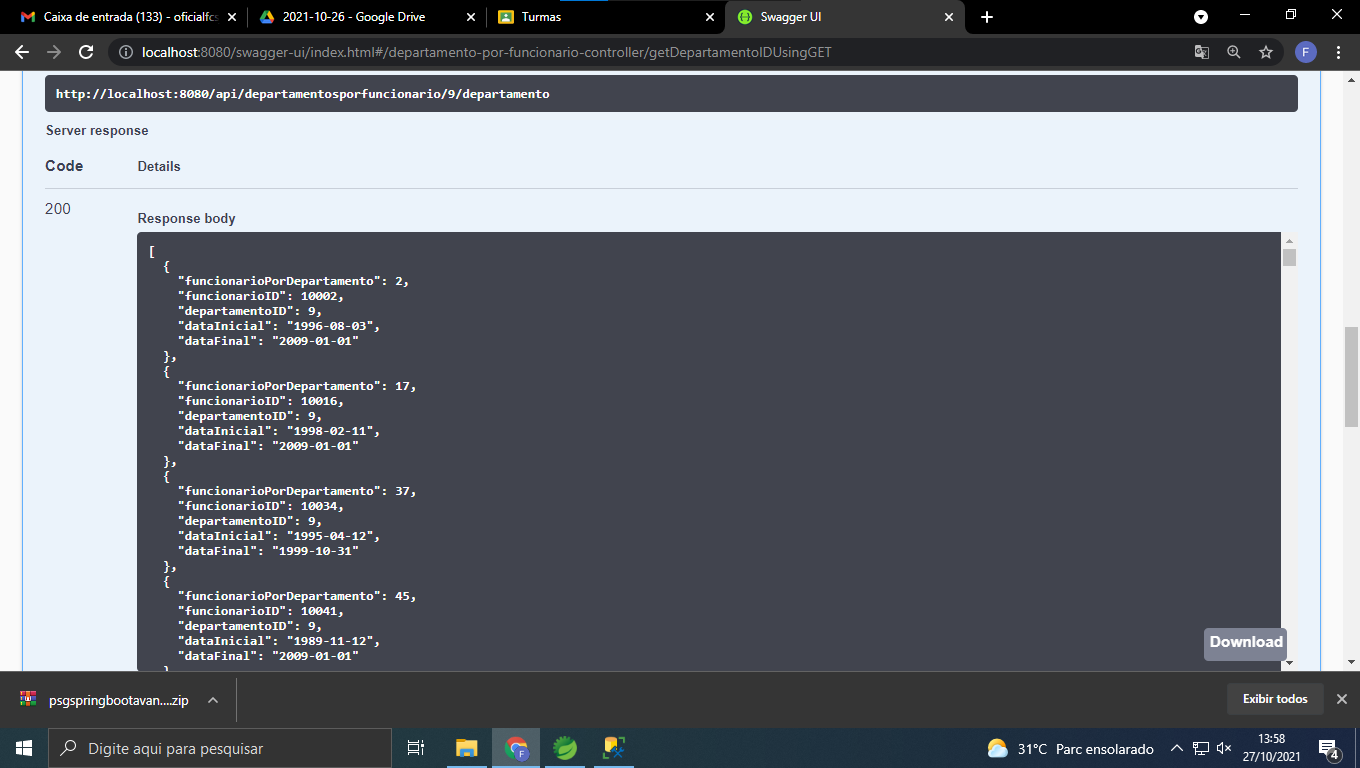 Caixa de entrada (133) - oficialfcs
2021-10-26 - Google Drive
Turmas
Swagger UI
localhost:8080/swagger-ui/index.html#/departamento-por-funcionario-controller/getDepartamentoIDUsingGET
F
http://localhost:8080/api/departamentosporfuncionario/9/departamento
Server response
Code Details
200
Response body
[
{
"funcionarioPorDepartamento": 2,
"funcionarioID": 10002,
"departamentoID": 9,
"dataInicial": "1996-08-03",
"dataFinal": "2009-01-01"
},
{
"funcionarioPorDepartamento": 17,
"funcionarioID": 10016,
"departamentoID": 9,
"dataInicial": "1998-02-11",
"dataFinal": "2009-01-01"
},
{
"funcionarioPorDepartamento": 37,
"funcionarioID": 10034,
"departamentoID": 9,
"dataInicial": "1995-04-12",
"dataFinal": "1999-10-31"
},
{
"funcionarioPorDepartamento": 45,
"funcionarioID": 10041,
"departamentoID": 9,
"dataInicial": "1989-11-12",
"dataFinal": "2009-01-01"
Download
psgspringbootavan....zip
Exibir todos
Digite aqui para pesquisar
F
31°C Parc ensolarado
13:58
27/10/2021
4